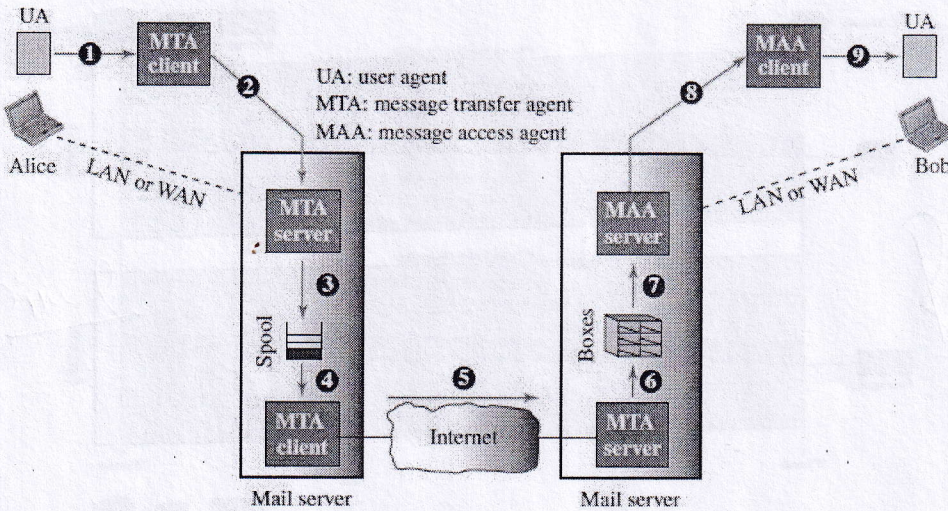 UA
1
MTA
client
2
UA: user agent
MTA: message transfer agent
MAA: message access agent
Alice
LAN or WAN
MTA
server
3
Spool
4
MTA
client
Mail server
5
Internet
MTA
server
6
Boxes
7
MAA
server
Mail server
8
MAA
client
9
UA
Bob
LAN or WAN